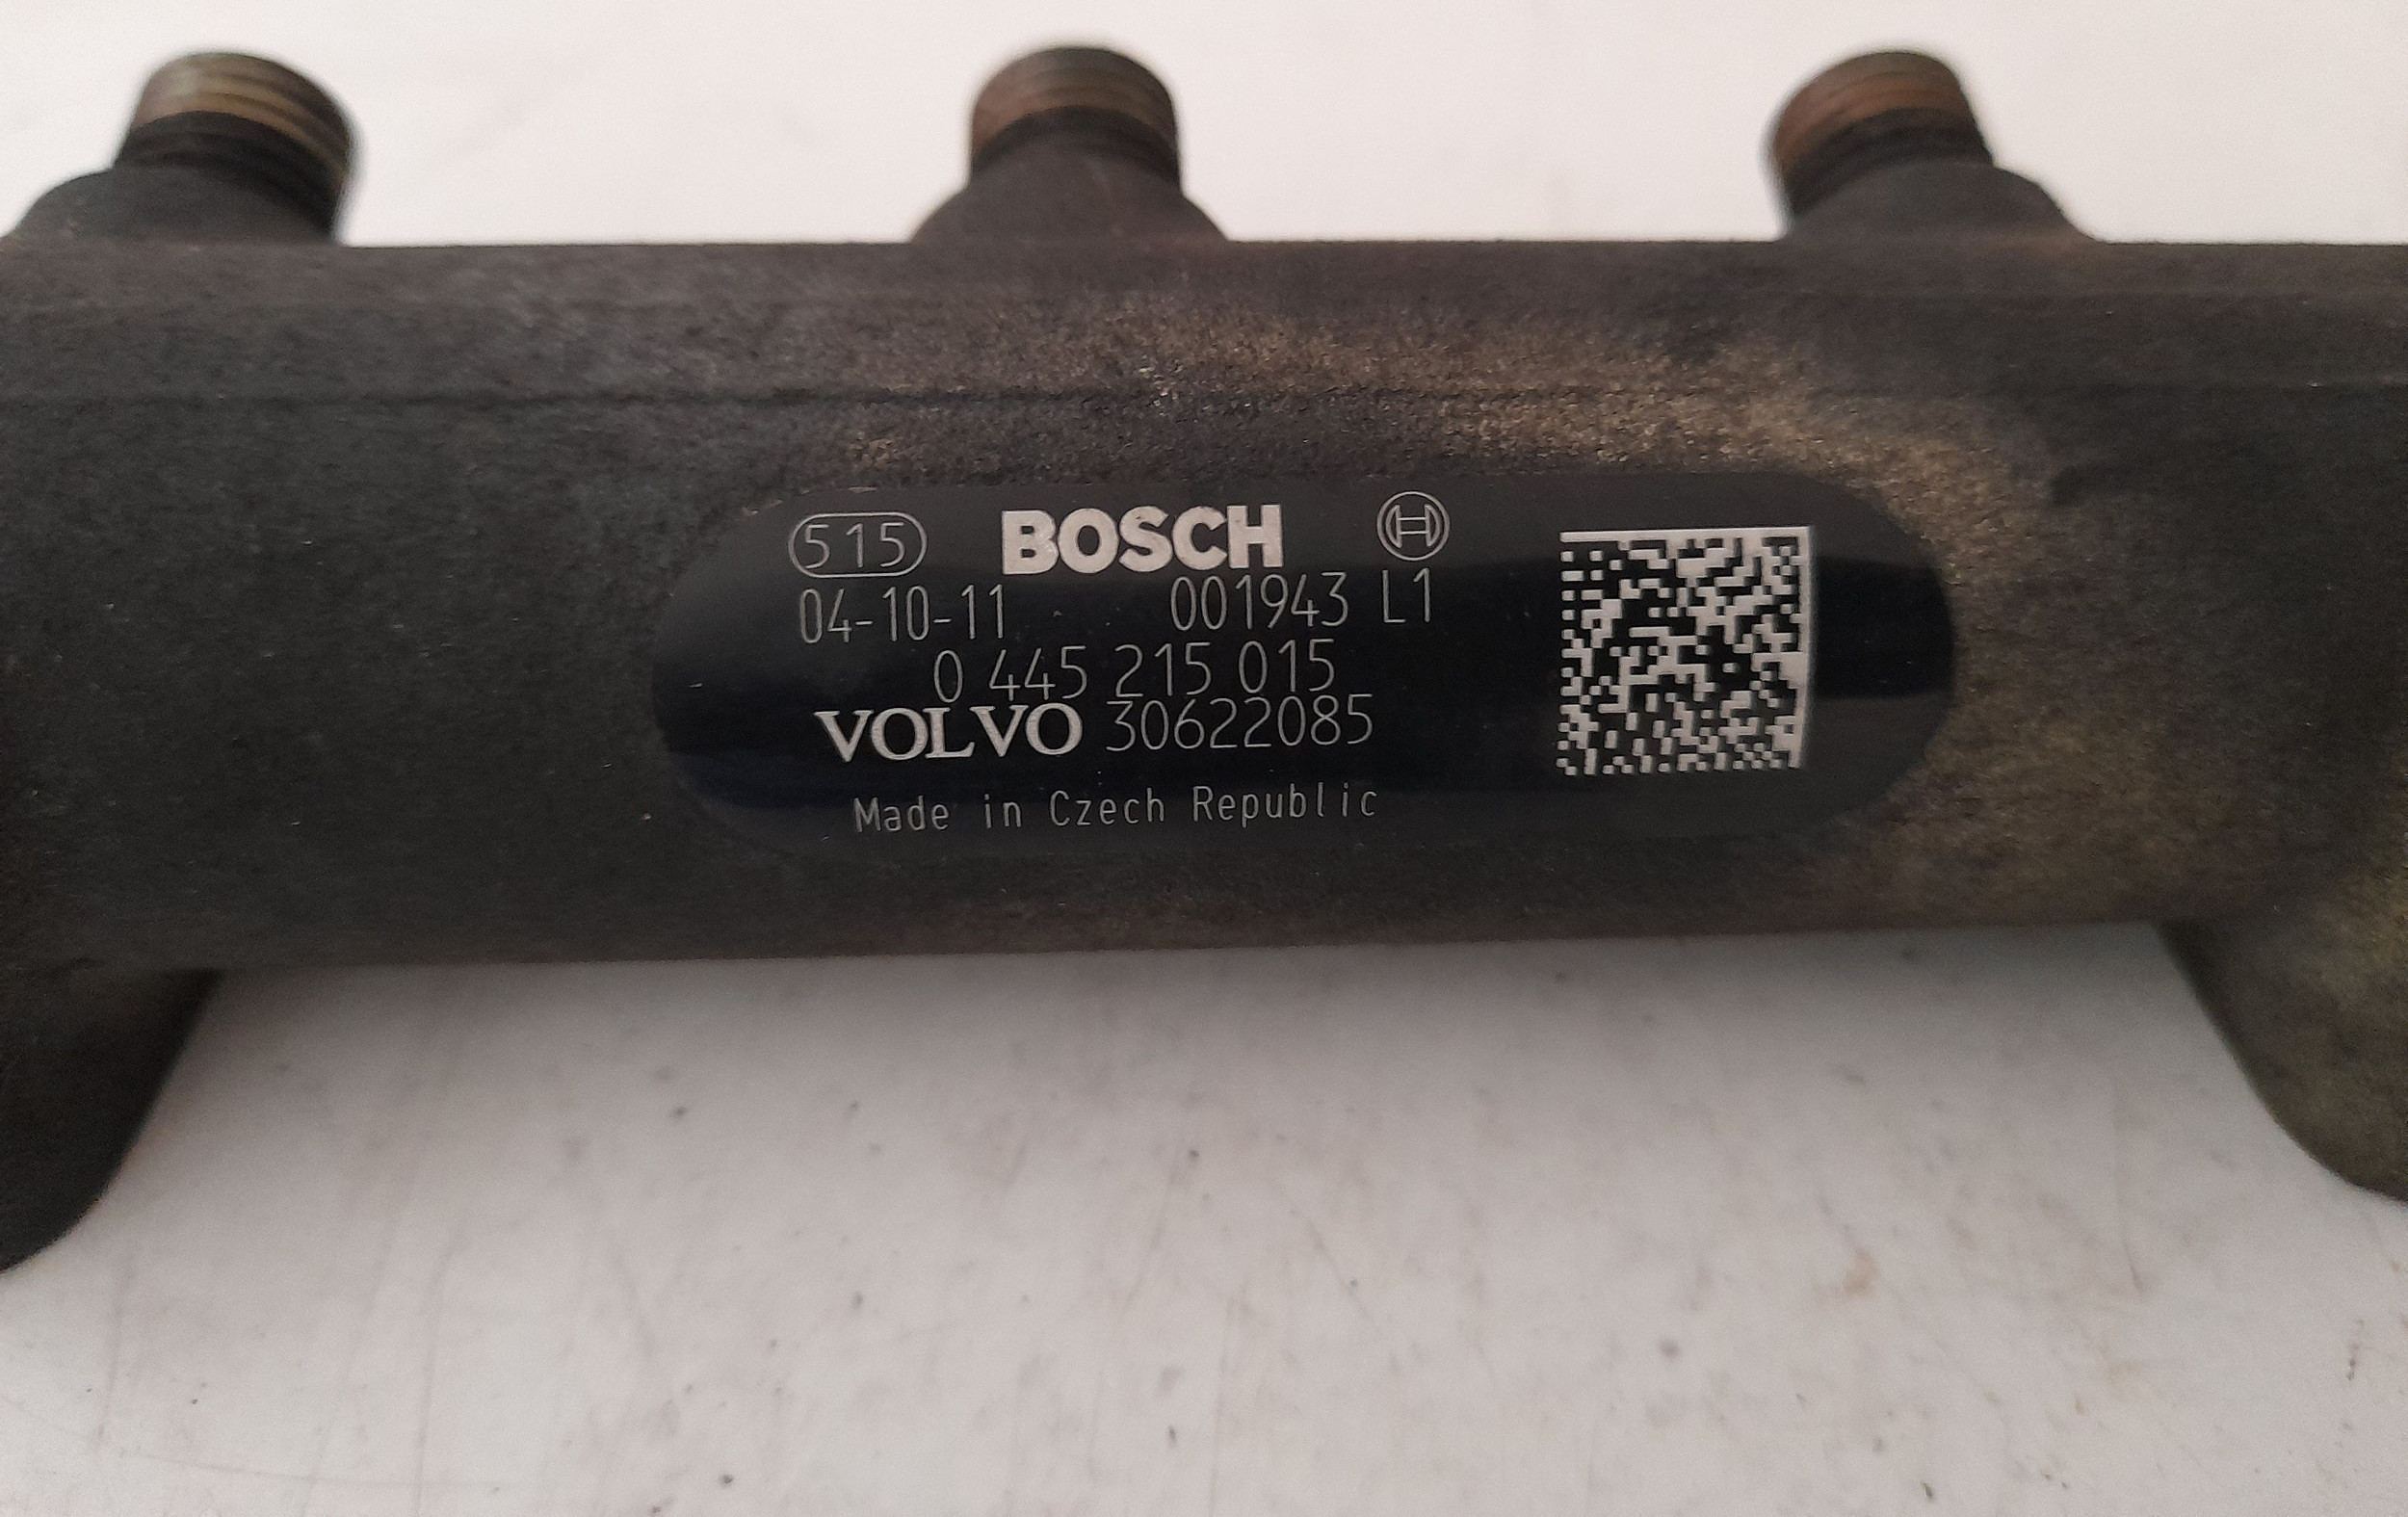 515 BOSCH
04-10-11 001943 L1
0 445 215 015
VOLVO 30622085
Made in Czech Republic